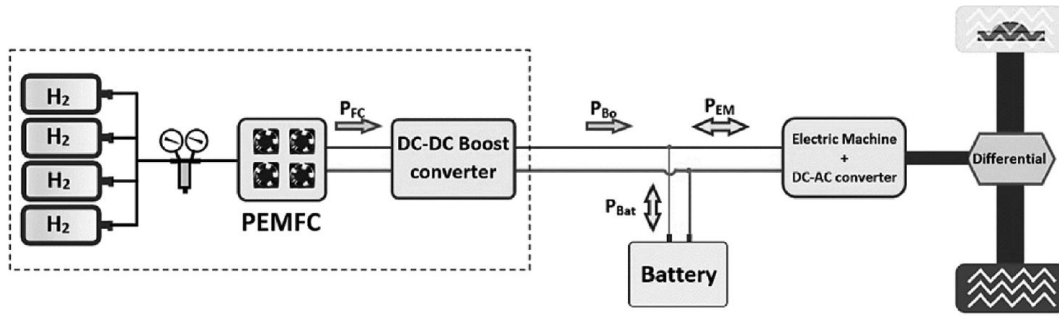 H2
H2
H2
H2
PEMFC
PFC
DC-DC Boost
converter
PBo
PEM
PBat
Battery
Electric Machine
+
DC-AC converter
Differential